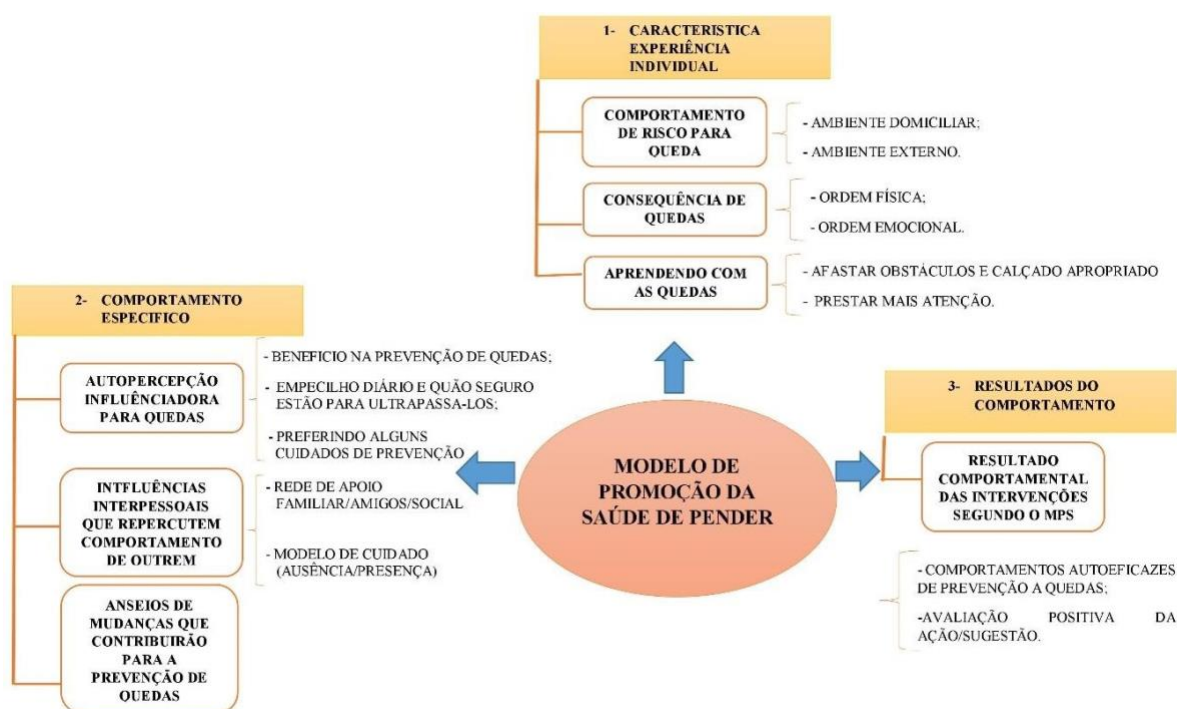 1- CARACTERISTICA
EXPERIÊNCIA
INDIVIDUAL
COMPORTAMENTO
DE RISCO PARA
QUEDA
- AMBIENTE DOMICILIAR;
- AMBIENTE EXTERNO.
CONSEQUÊNCIA DE
QUEDAS
- ORDEM FÍSICA;
- ORDEM EMOCIONAL.
APRENDENDO COM
AS QUEDAS
- AFASTAR OBSTÁCULOS E CALÇADO APROPRIADO
- PRESTAR MAIS ATENÇÃO.
2- COMPORTAMENTO
ESPECIFICO
AUTOPERCEPÇÃO
INFLUÊNCIADORA
PARA QUEDAS
- BENEFICIO NA PREVENÇÃO DE QUEDAS;
- EMPECILHO DIÁRIO E QUÃO SEGURO
ESTÃO PARA ULTRAPASSA-LOS;
- PREFERINDO ALGUNS
CUIDADOS DE PREVENÇÃO
INTFLUÊNCIAS
INTERPESSOAIS
QUE REPERCUTEM
COMPORTAMENTO
DE OUTREM
- REDE DE APOIO
FAMILIAR/AMIGOS/SOCIAL
- MODELO DE CUIDADO
(AUSÊNCIA/PRESENÇA)
ANSEIOS DE
MUDANÇAS QUE
CONTRIBUIRÃO
PARA A
PREVENÇÃO DE
QUEDAS
MODELO DE
PROMOÇÃO DA
SAÚDE DE PENDER
3- RESULTADOS DO
COMPORTAMENTO
RESULTADO
COMPORTAMENTAL
DAS INTERVENÇÕES
SEGUNDO O MPS
- COMPORTAMENTOS AUTOEFICAZES
DE PREVENÇÃO A QUEDAS;
-AVALIAÇÃO POSITIVA DA
AÇÃO/SUGESTÃO.